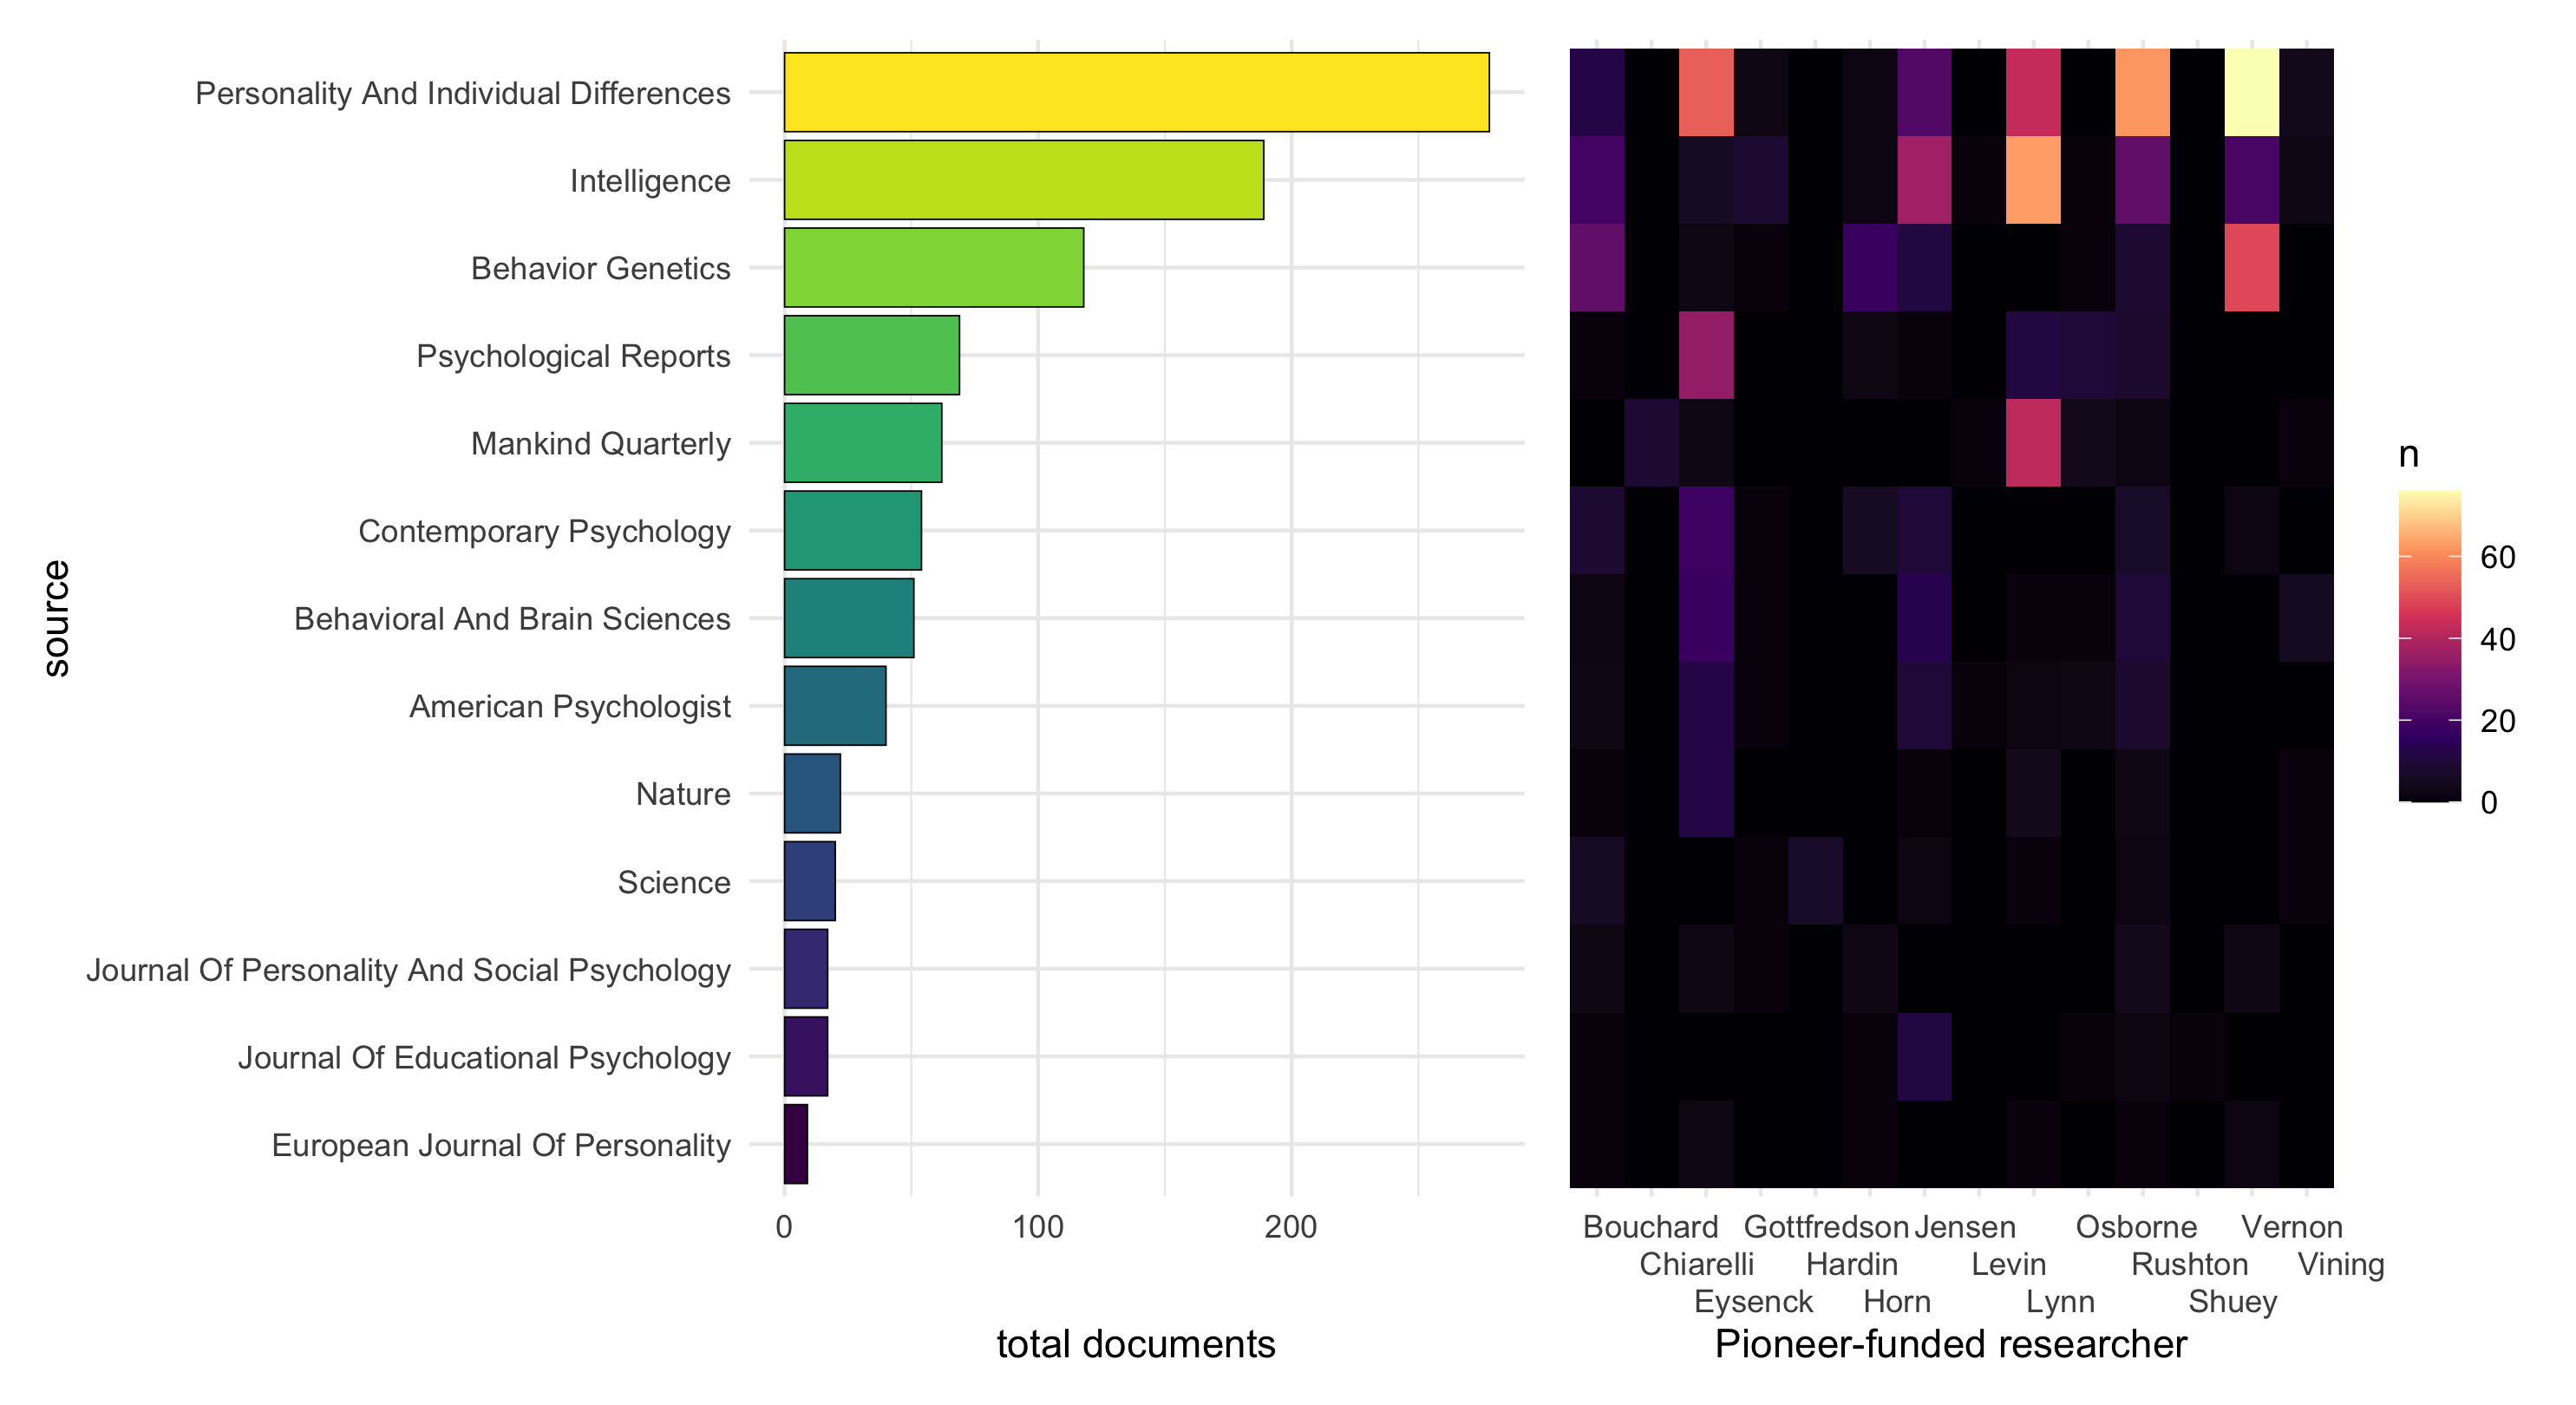 source
Personality And Individual Differences
Intelligence
Behavior Genetics
Psychological Reports
Mankind Quarterly
Contemporary Psychology
Behavioral And Brain Sciences
American Psychologist
Nature
Science
Journal Of Personality And Social Psychology
Journal Of Educational Psychology
European Journal Of Personality
0 100 200
total documents
Bouchard Gottfredson Jensen Osborne Vernon
Chiarelli Hardin Levin Rushton Vining
Eysenck Horn Lynn Shuey
Pioneer-funded researcher
n
60
40
20
0